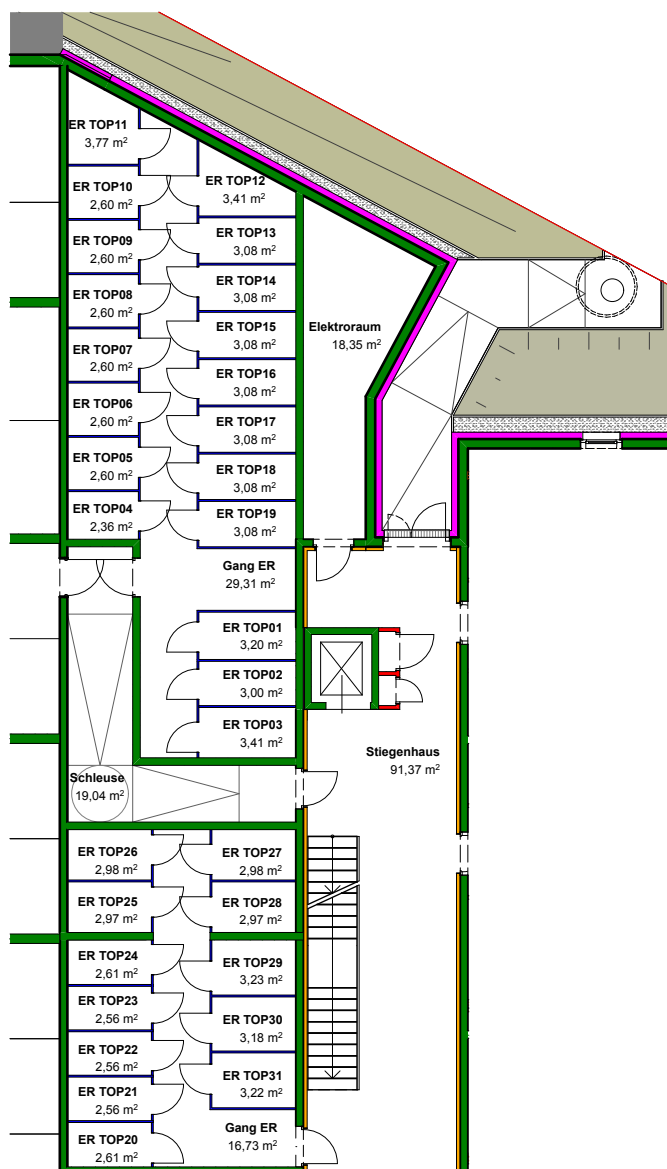 ER TOP11
3,77 m²
ER TOP12
3,41 m²
ER TOP10
2,60 m²
ER TOP13
3,08 m²
ER TOP09
2,60 m²
ER TOP14
3,08 m²
ER TOP08
2,60 m²
ER TOP15
3,08 m²
Elektroraum
18,35 m²
ER TOP07
2,60 m²
ER TOP16
3,08 m²
ER TOP06
2,60 m²
ER TOP17
3,08 m²
ER TOP05
2,60 m²
ER TOP18
3,08 m²
ER TOP04
2,36 m²
ER TOP19
3,08 m²
Gang ER
29,31 m²
ER TOP01
3,20 m²
ER TOP02
3,00 m²
ER TOP03
3,41 m²
Stiegenhaus
91,37 m²
Schleuse
19,04 m²
ER TOP26
2,98 m²
ER TOP27
2,98 m²
ER TOP25
2,97 m²
ER TOP28
2,97 m²
ER TOP24
2,61 m²
ER TOP29
3,23 m²
ER TOP23
2,56 m²
ER TOP30
3,18 m²
ER TOP22
2,56 m²
ER TOP31
3,22 m²
ER TOP21
2,56 m²
Gang ER
16,73 m²
ER TOP20
2,61 m²